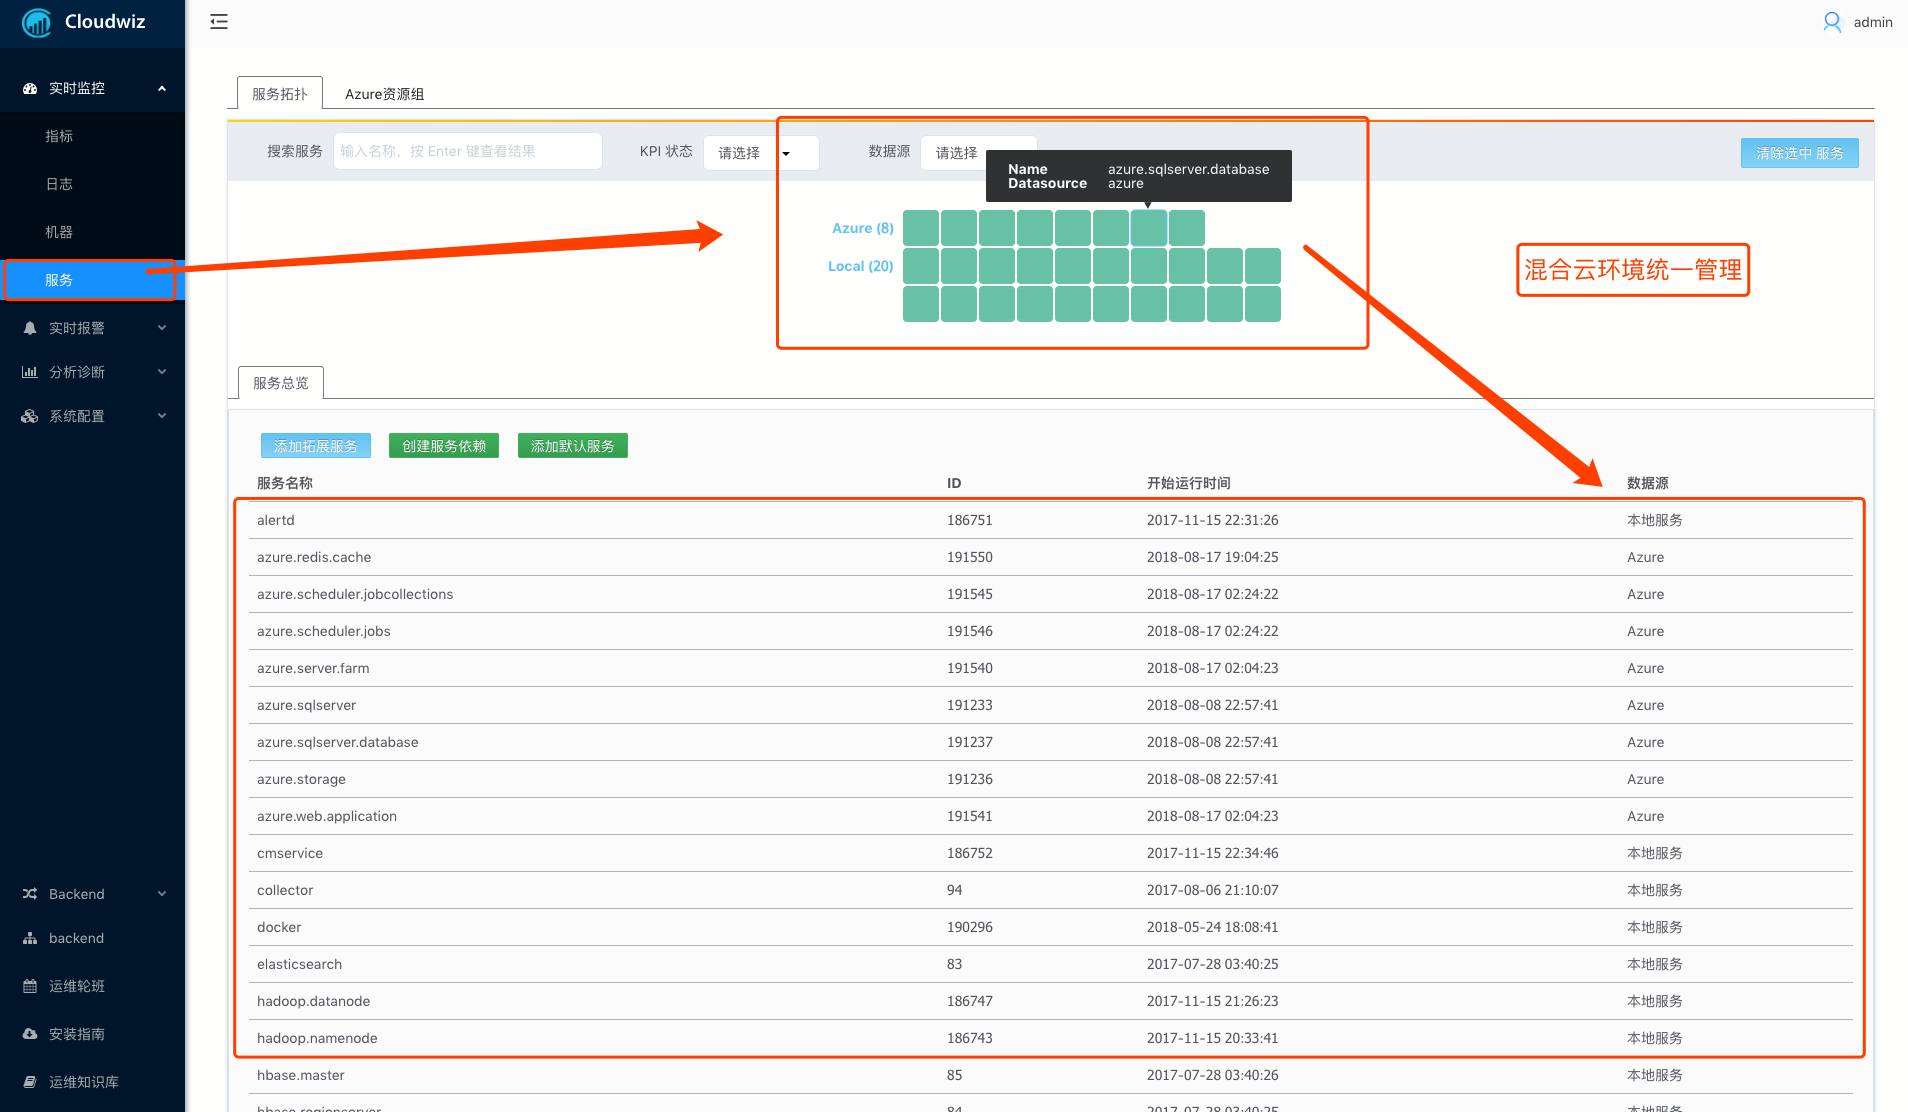 Cloudwiz
admin
实时监控
指标
日志
机器
服务
实时报警
分析诊断
系统配置
Backend
backend
运维轮班
安装指南
运维知识库
服务拓扑 Azure资源组
搜索服务 输入名称，按 Enter 键查看结果 KPI 状态 请选择 数据源 请选择 清除选中 服务
Name azure.sqlserver.database
Datasource azure
Azure (8)
Local (20)
混合云环境统一管理
服务总览
添加拓展服务 创建服务依赖 添加默认服务
服务名称 ID 开始运行时间 数据源
alertd 186751 2017-11-15 22:31:26 本地服务
azure.redis.cache 191550 2018-08-17 19:04:25 Azure
azure.scheduler.jobcollections 191545 2018-08-17 02:24:22 Azure
azure.scheduler.jobs 191546 2018-08-17 02:24:22 Azure
azure.server.farm 191540 2018-08-17 02:04:23 Azure
azure.sqlserver 191233 2018-08-08 22:57:41 Azure
azure.sqlserver.database 191237 2018-08-08 22:57:41 Azure
azure.storage 191236 2018-08-08 22:57:41 Azure
azure.web.application 191541 2018-08-17 02:04:23 Azure
cmservice 186752 2017-11-15 22:34:46 本地服务
collector 94 2017-08-06 21:10:07 本地服务
docker 190296 2018-05-24 18:08:41 本地服务
elasticsearch 83 2017-07-28 03:40:25 本地服务
hadoop.datanode 186747 2017-11-15 21:26:23 本地服务
hadoop.namenode 186743 2017-11-15 20:33:41 本地服务
hbase.master 85 2017-07-28 03:40:26 本地服务
hbase.regionserver 84 2017-07-28 03:40:25 本地服务